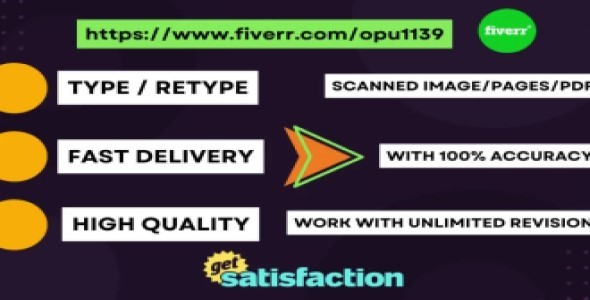 https://www.fiverr.com/opu1139
fiverr
TYPE / RETYPE
SCANNED IMAGE/PAGES/PDF
FAST DELIVERY
WITH 100% ACCURACY
HIGH QUALITY
WORK WITH UNLIMITED REVISION
get
satisfaction